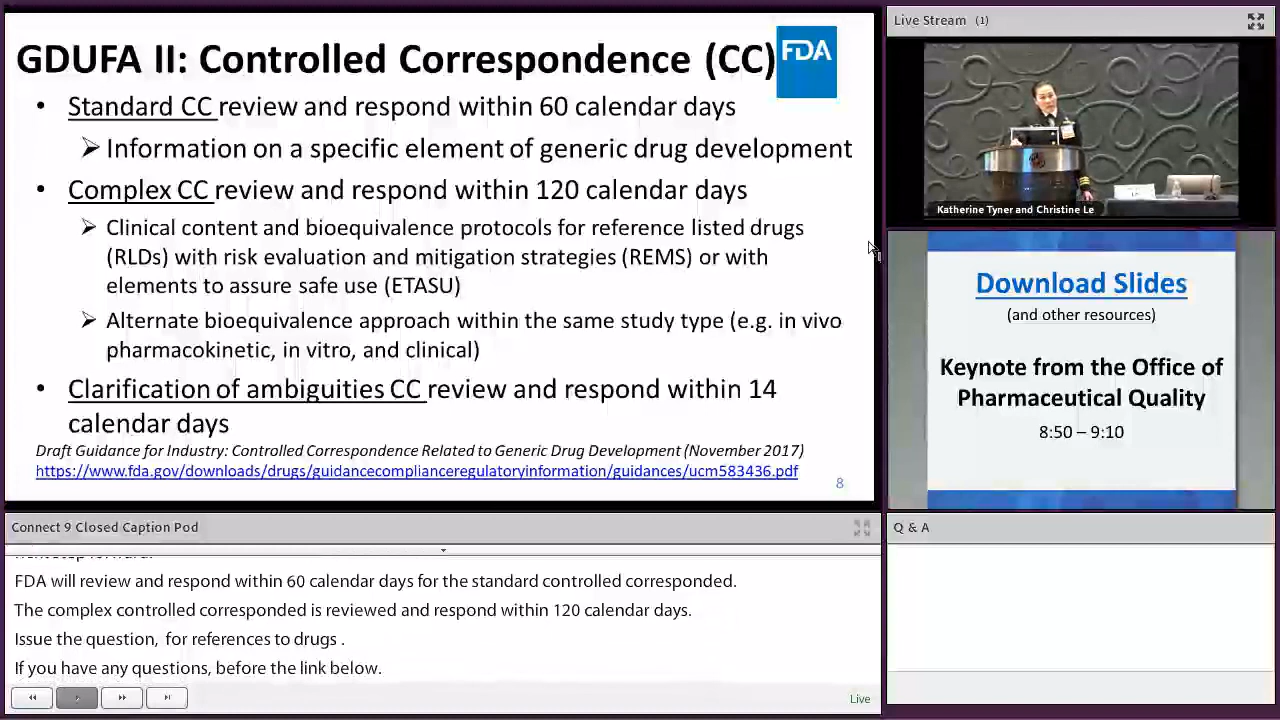 GDUFA II: Controlled Correspondence (CC)
FDA
• Standard CC review and respond within 60 calendar days
➢ Information on a specific element of generic drug development
• Complex CC review and respond within 120 calendar days
➢ Clinical content and bioequivalence protocols for reference listed drugs
(RLDs) with risk evaluation and mitigation strategies (REMS) or with
elements to assure safe use (ETASU)
➢ Alternate bioequivalence approach within the same study type (e.g. in vivo
pharmacokinetic, in vitro, and clinical)
• Clarification of ambiguities CC review and respond within 14
calendar days
Draft Guidance for Industry: Controlled Correspondence Related to Generic Drug Development (November 2017)
https://www.fda.gov/downloads/drugs/guidancecomplianceregulatoryinformation/guidances/ucm583436.pdf
8
Live Stream (1)
Katherine Tyner and Christine Le
Download Slides
(and other resources)
Keynote from the Office of
Pharmaceutical Quality
8:50 – 9:10
Connect 9 Closed Caption Pod
FDA will review and respond within 60 calendar days for the standard controlled corresponded.
The complex controlled corresponded is reviewed and respond within 120 calendar days.
Issue the question, for references to drugs .
If you have any questions, before the link below.
Live
Q & A